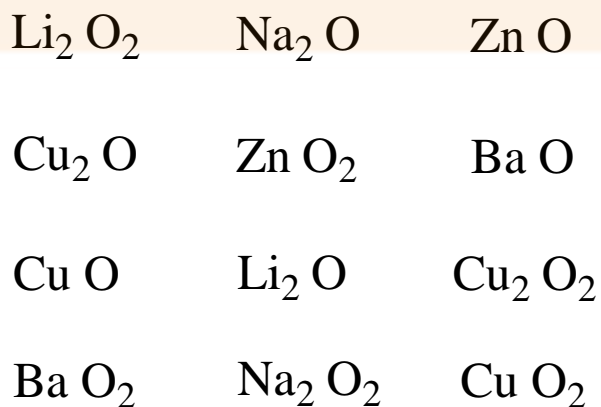 Li₂ O₂ Na₂ O Zn O
Cu₂ O Zn O₂ Ba O
Cu O Li₂ O Cu₂ O₂
Ba O₂ Na₂ O₂ Cu O₂